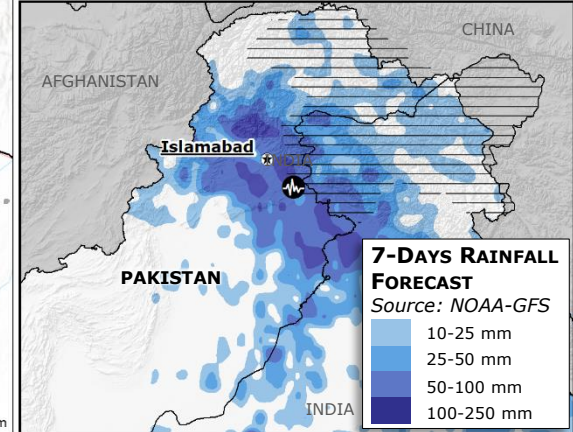 CHINA
AFGHANISTAN
Islamabad
PAKISTAN
7-DAYS RAINFALL
FORECAST
Source: NOAA-GFS
10-25 mm
25-50 mm
50-100 mm
100-250 mm
INDIA
m